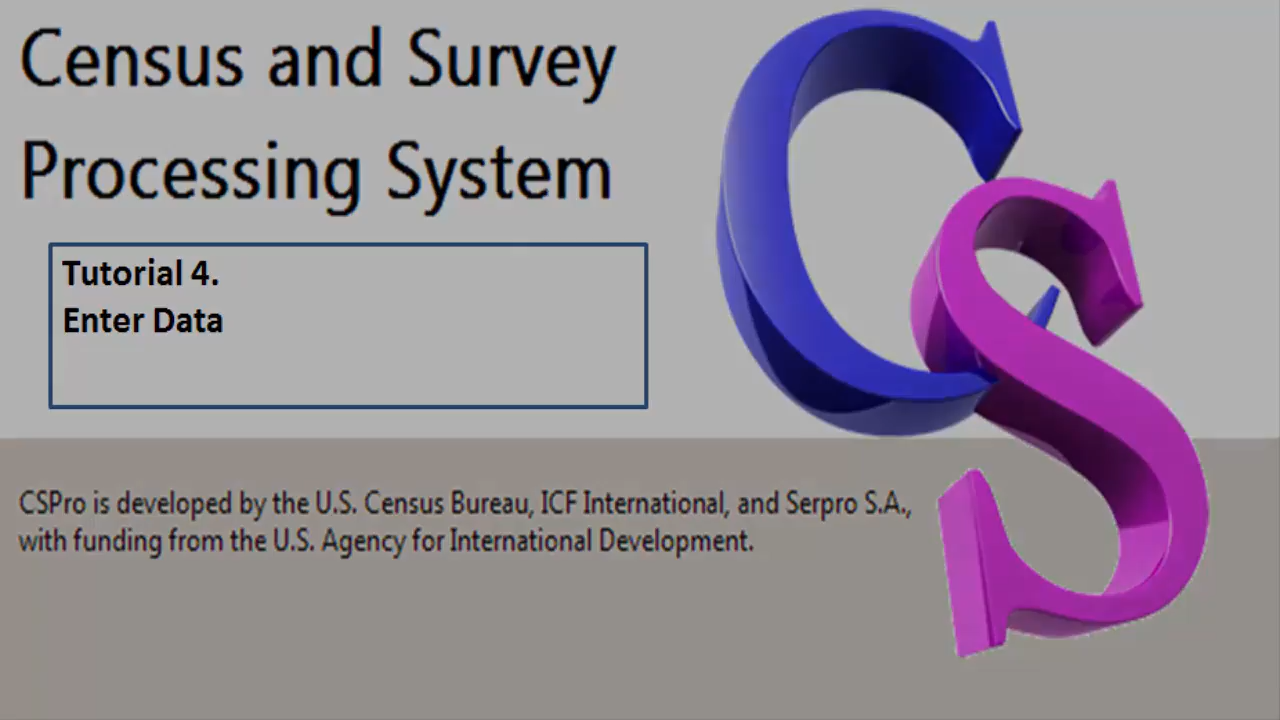 Census and Survey
Processing System
Tutorial 4.
Enter Data
CSPro is developed by the U.S. Census Bureau, ICF International, and Serpro S.A.,
with funding from the U.S. Agency for International Development.
CS